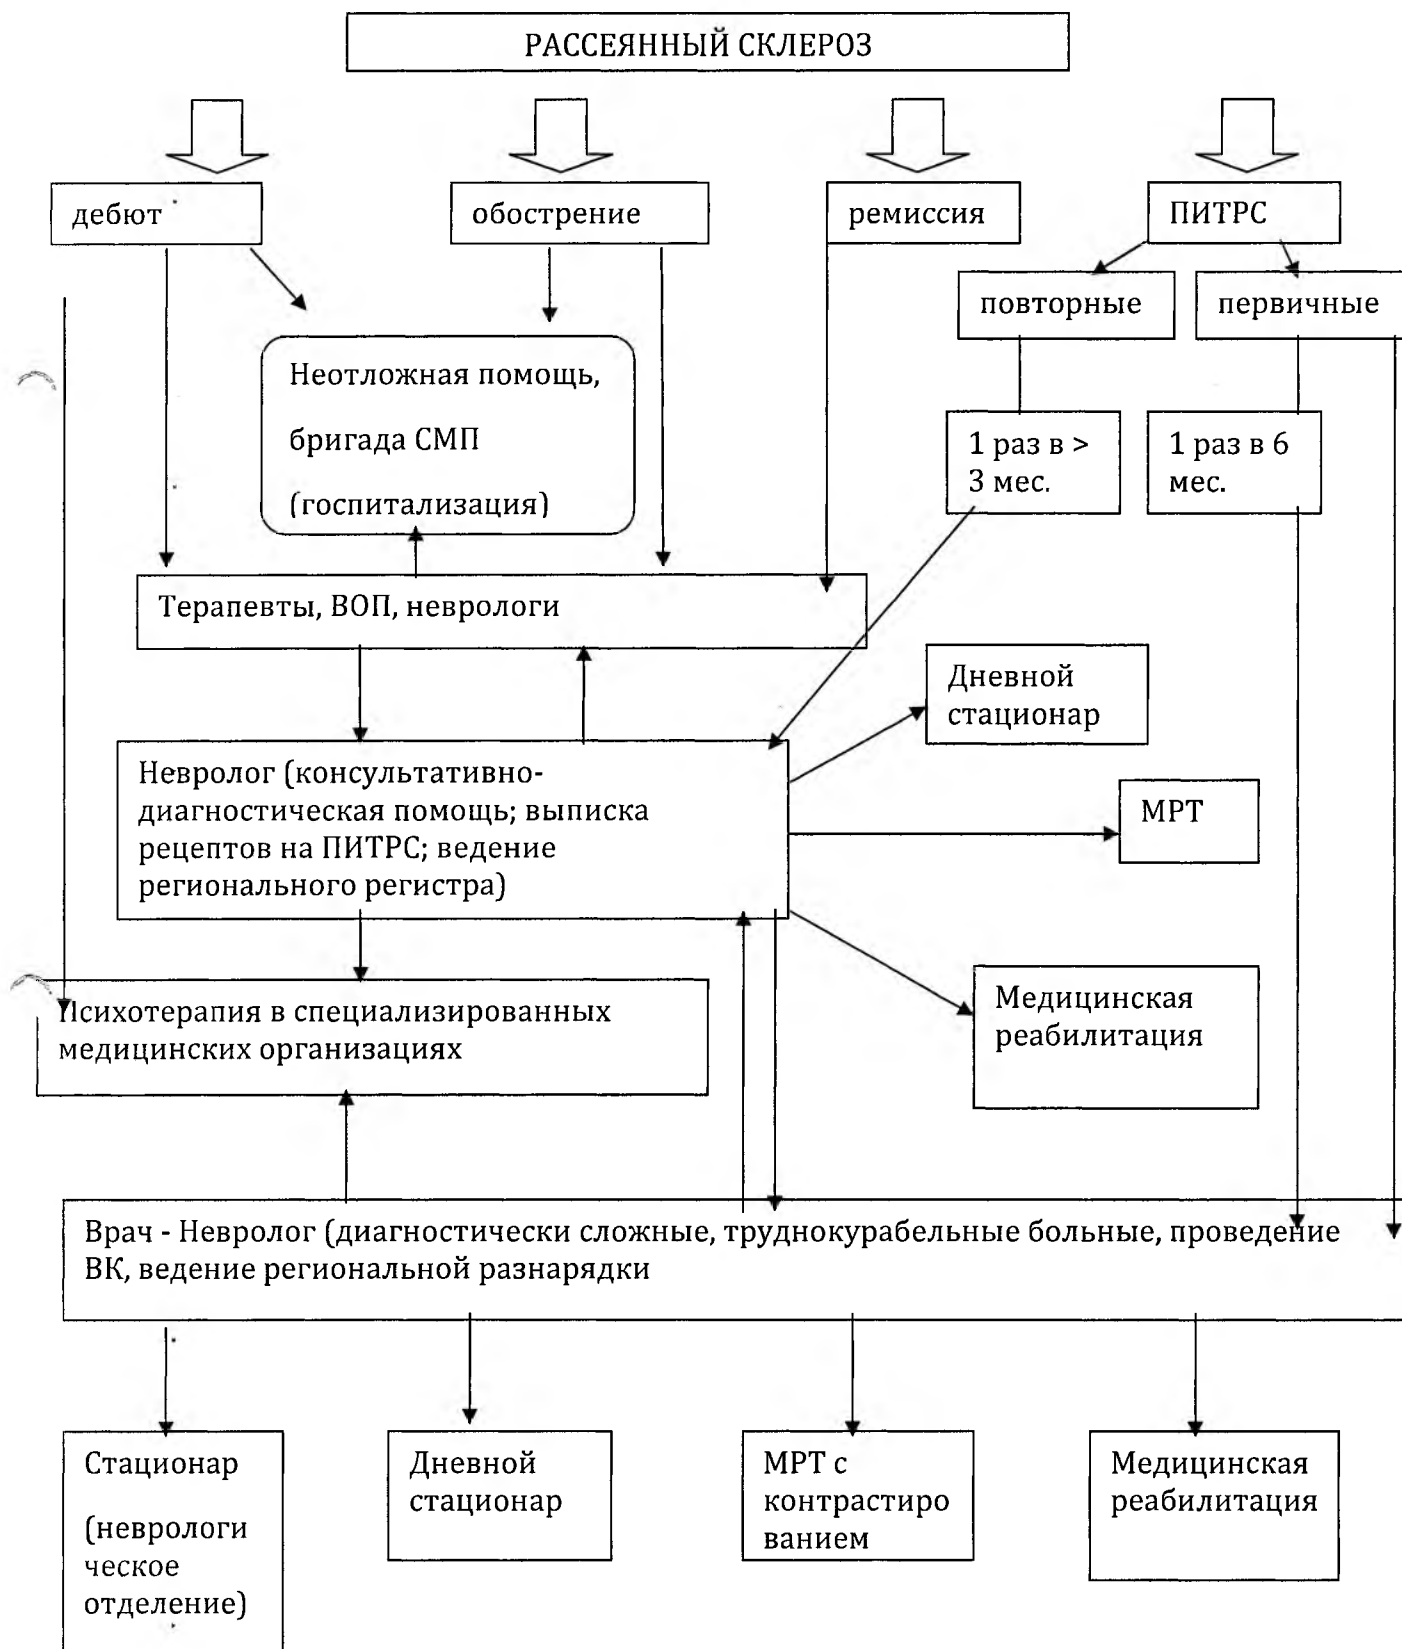 РАССЕЯННЫЙ СКЛЕРОЗ
дебют
обострение
ремиссия
ПИТРС
повторные
первичные
Неотложная помощь,
бригада СМП
(госпитализация)
1 раз в >
3 мес.
1 раз в 6
мес.
Терапевты, ВОП, неврологи
Дневной
стационар
Невролог (консультативно-
диагностическая помощь; выписка
рецептов на ПИТРС; ведение
регионального регистра)
МРТ
Психотерапия в специализированных
медицинских организациях
Медицинская
реабилитация
Врач - Невролог (диагностически сложные, труднокурабельные больные, проведение
ВК, ведение региональной разнарядки
Стационар
(неврологи
ческое
отделение)
Дневной
стационар
МРТ с
контрастиро
ванием
Медицинская
реабилитация